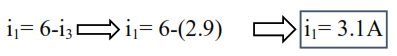 i₁= 6-i₃ ⇒ i₁= 6-(2.9) ⇒ i₁= 3.1A